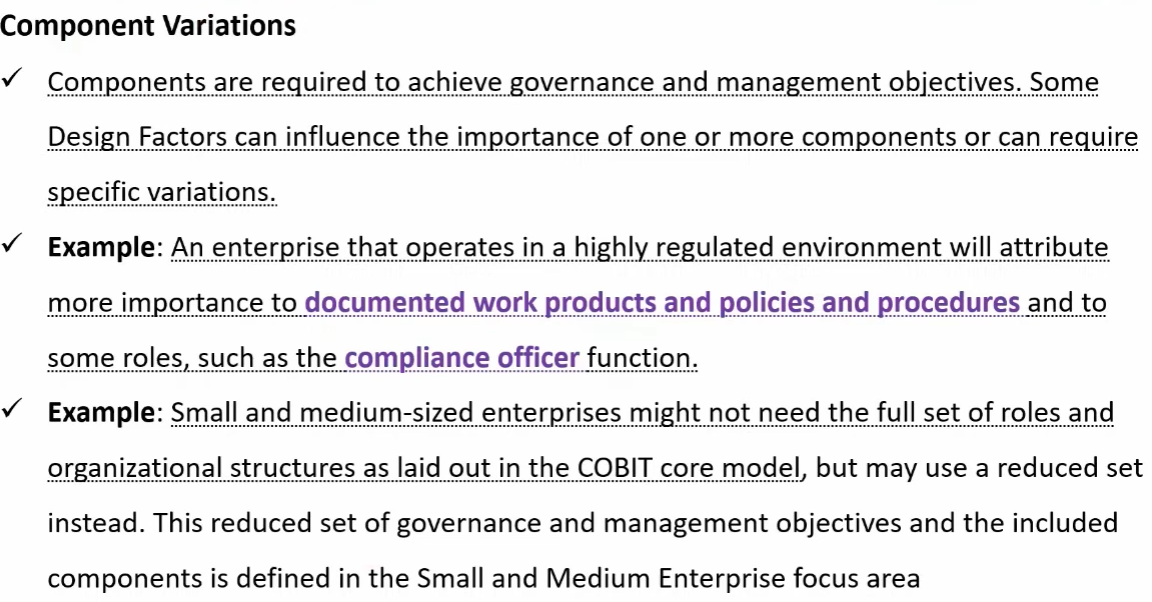 Component Variations
✓ Components are required to achieve governance and management objectives. Some
Design Factors can influence the importance of one or more components or can require
specific variations.
✓ Example: An enterprise that operates in a highly regulated environment will attribute
more importance to documented work products and policies and procedures and to
some roles, such as the compliance officer function.
✓ Example: Small and medium-sized enterprises might not need the full set of roles and
organizational structures as laid out in the COBIT core model, but may use a reduced set
instead. This reduced set of governance and management objectives and the included
components is defined in the Small and Medium Enterprise focus area